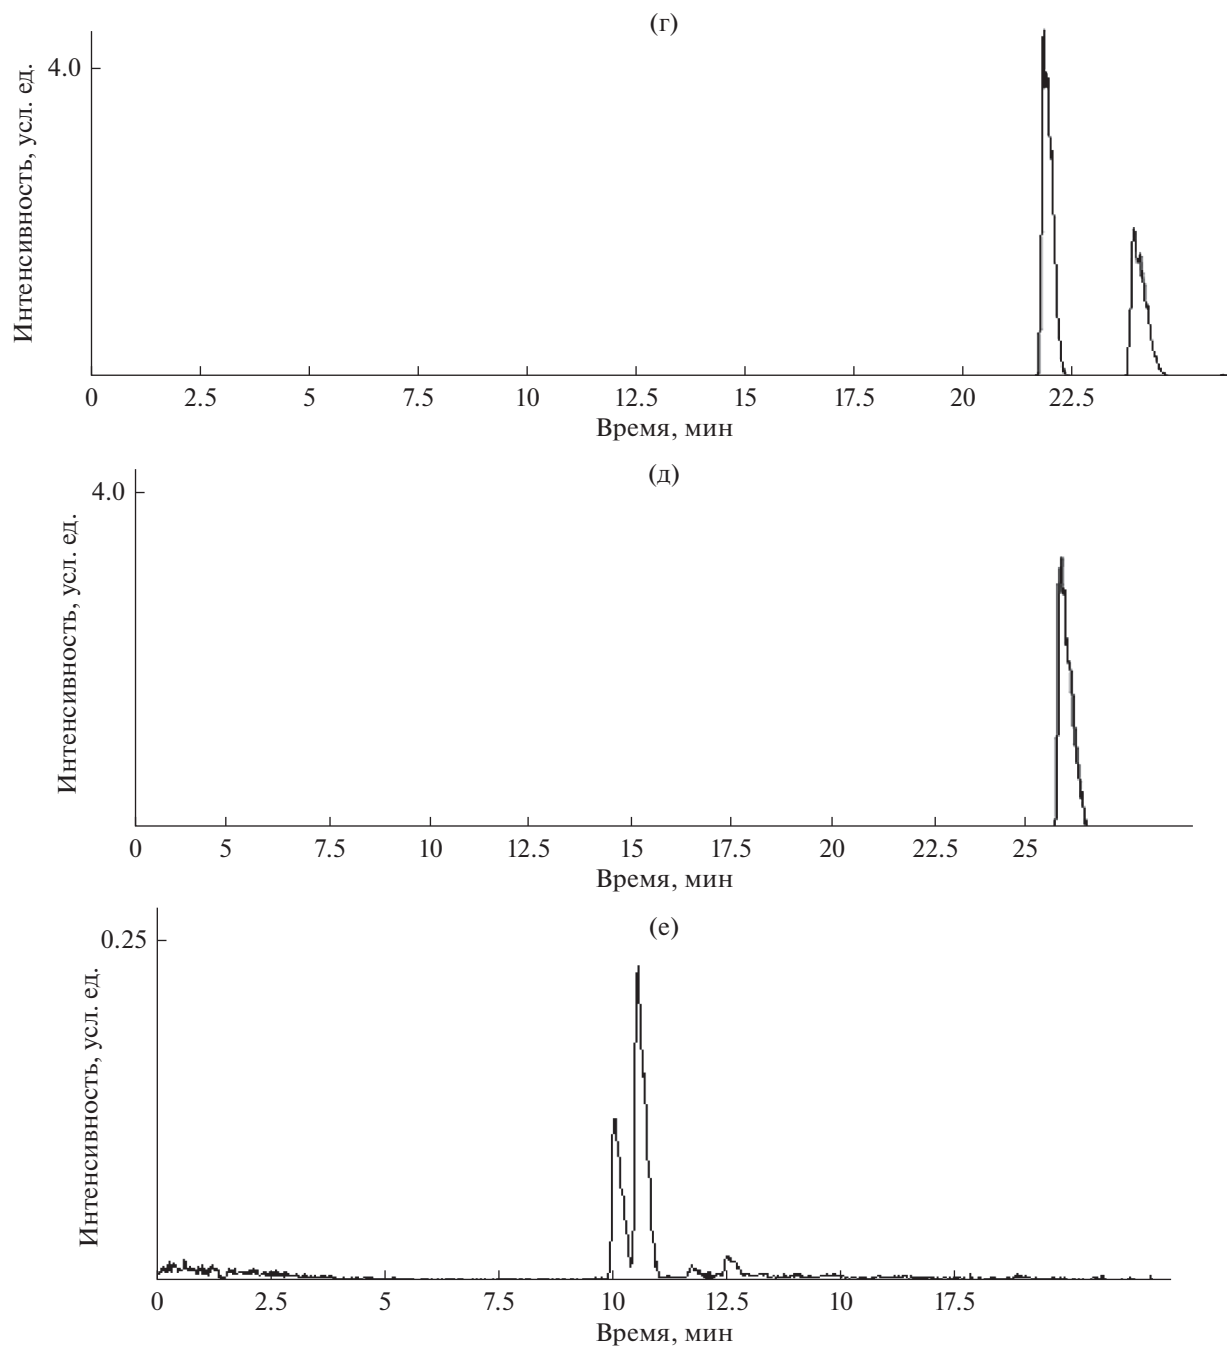 (г)
4.0
Интенсивность, усл. ед.
0 2.5 5 7.5 10 12.5 15 17.5 20 22.5
Время, мин
(д)
4.0
Интенсивность, усл. ед.
0 5 7.5 10 12.5 15 17.5 20 22.5 25
Время, мин
(е)
0.25
Интенсивность, усл. ед.
0 2.5 5 7.5 10 12.5 10 17.5
Время, мин